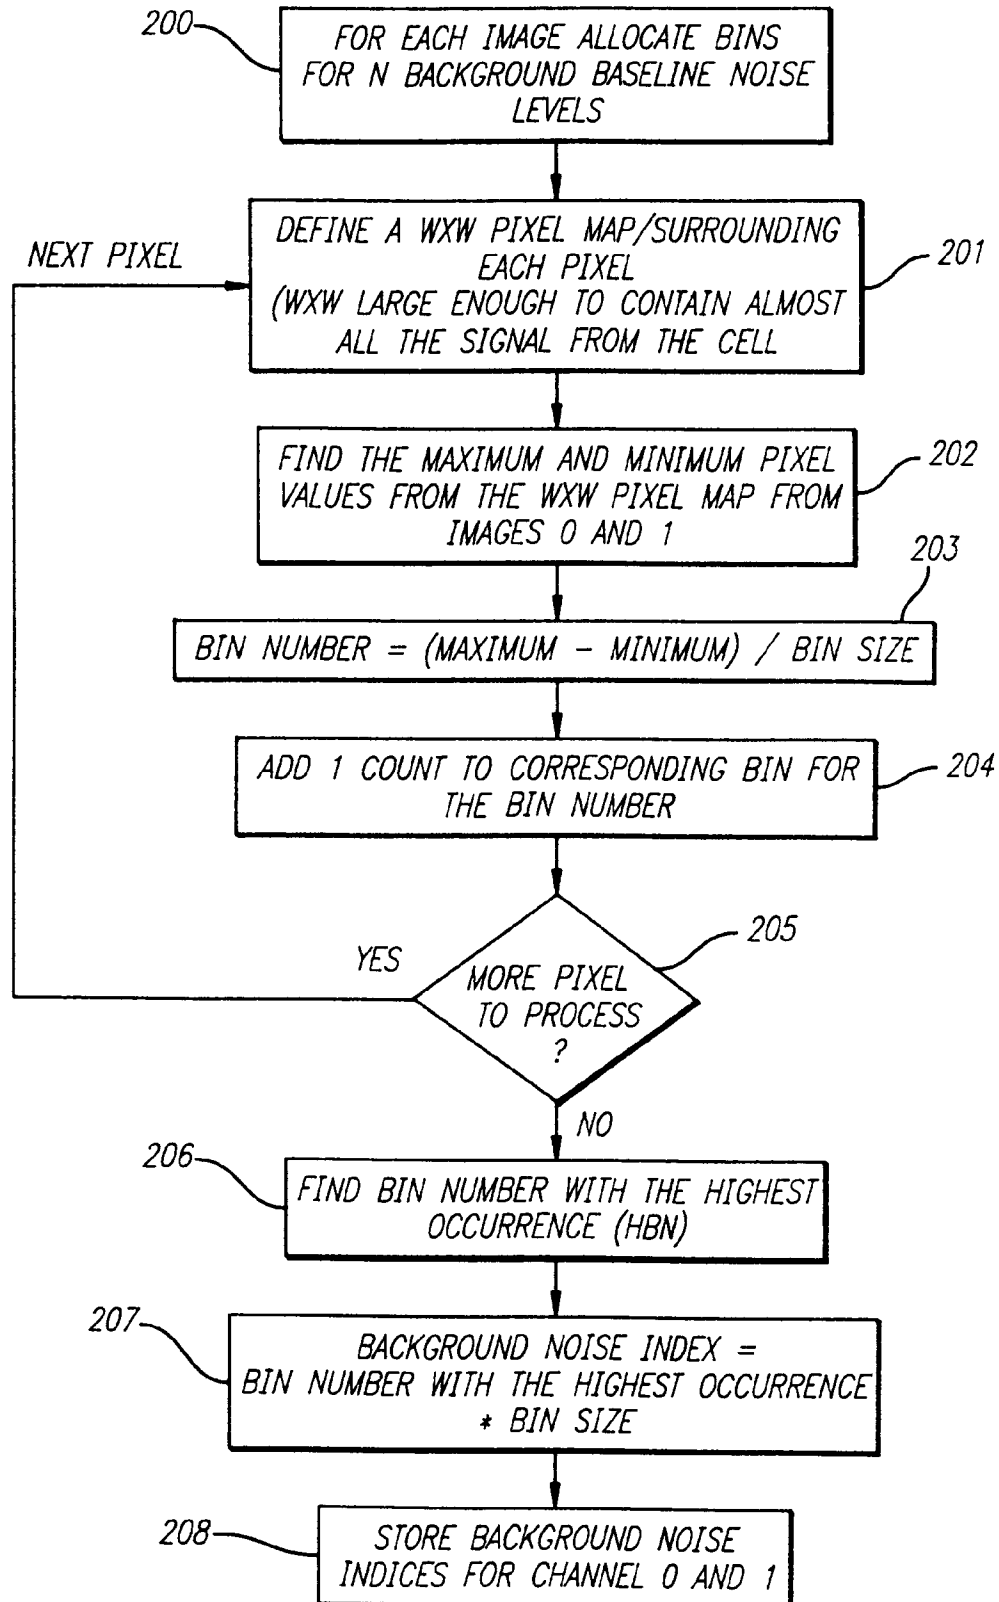 200
FOR EACH IMAGE ALLOCATE BINS
FOR N BACKGROUND BASELINE NOISE
LEVELS
NEXT PIXEL
DEFINE A WXW PIXEL MAP/SURROUNDING
EACH PIXEL
(WXW LARGE ENOUGH TO CONTAIN ALMOST
ALL THE SIGNAL FROM THE CELL
201
FIND THE MAXIMUM AND MINIMUM PIXEL
VALUES FROM THE WXW PIXEL MAP FROM
IMAGES 0 AND 1
202
203
BIN NUMBER = (MAXIMUM - MINIMUM) / BIN SIZE
ADD 1 COUNT TO CORRESPONDING BIN FOR
THE BIN NUMBER
204
205
YES
MORE PIXEL
TO PROCESS
?
NO
206
FIND BIN NUMBER WITH THE HIGHEST
OCCURRENCE (HBN)
207
BACKGROUND NOISE INDEX =
BIN NUMBER WITH THE HIGHEST OCCURRENCE
* BIN SIZE
208
STORE BACKGROUND NOISE
INDICES FOR CHANNEL 0 AND 1